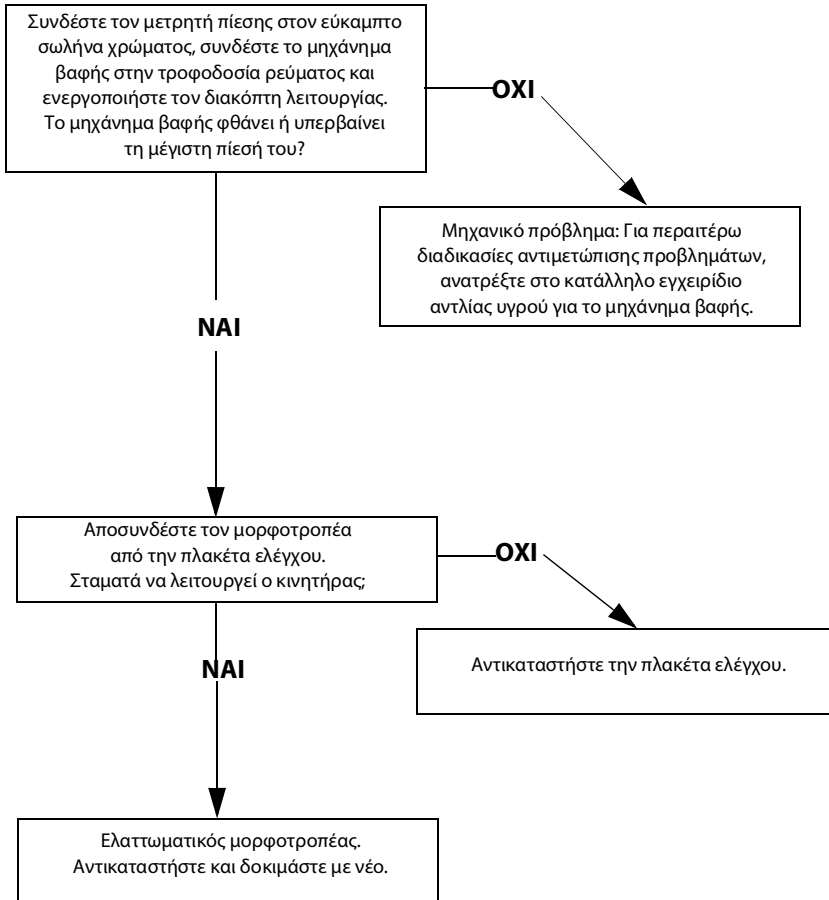 Συνδέστε τον μετρητή πίεσης στον εύκαμπτο
σωλήνα χρώματος, συνδέστε το μηχάνημα
βαφής στην τροφοδοσία ρεύματος και
ενεργοποιήστε τον διακόπτη λειτουργίας.
Το μηχάνημα βαφής φθάνει ή υπερβαίνει
τη μέγιστη πίεσή του?
ΟΧΙ
Μηχανικό πρόβλημα: Για περαιτέρω
διαδικασίες αντιμετώπισης προβλημάτων,
ανατρέξτε στο κατάλληλο εγχειρίδιο
αντλίας υγρού για το μηχάνημα βαφής.
ΝΑΙ
Αποσυνδέστε τον μορφοτροπέα
από την πλακέτα ελέγχου.
Σταματά να λειτουργεί ο κινητήρας;
ΟΧΙ
Αντικαταστήστε την πλακέτα ελέγχου.
ΝΑΙ
Ελαττωματικός μορφοτροπέας.
Αντικαταστήστε και δοκιμάστε με νέο.